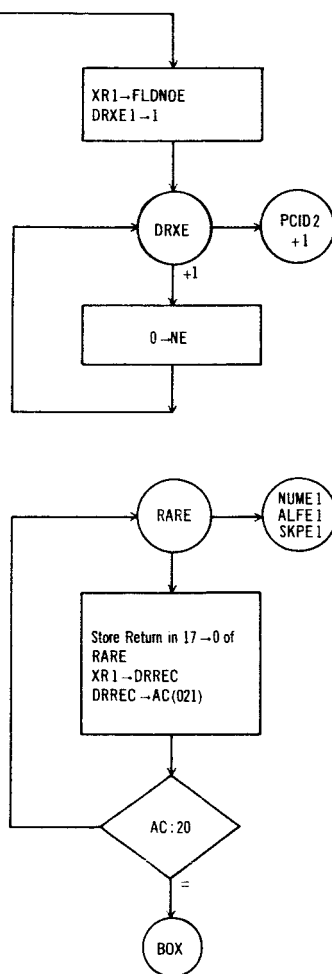 XR1→FLDNOE
DRXE1→1
DRXE
PCID2
+1
+1
0→NE
RARE
NUME1
ALFE1
SKPE1
Store Return in 17→0 of
RARE
XR1→DRREC
DRREC→AC(021)
AC:20
=
BOX